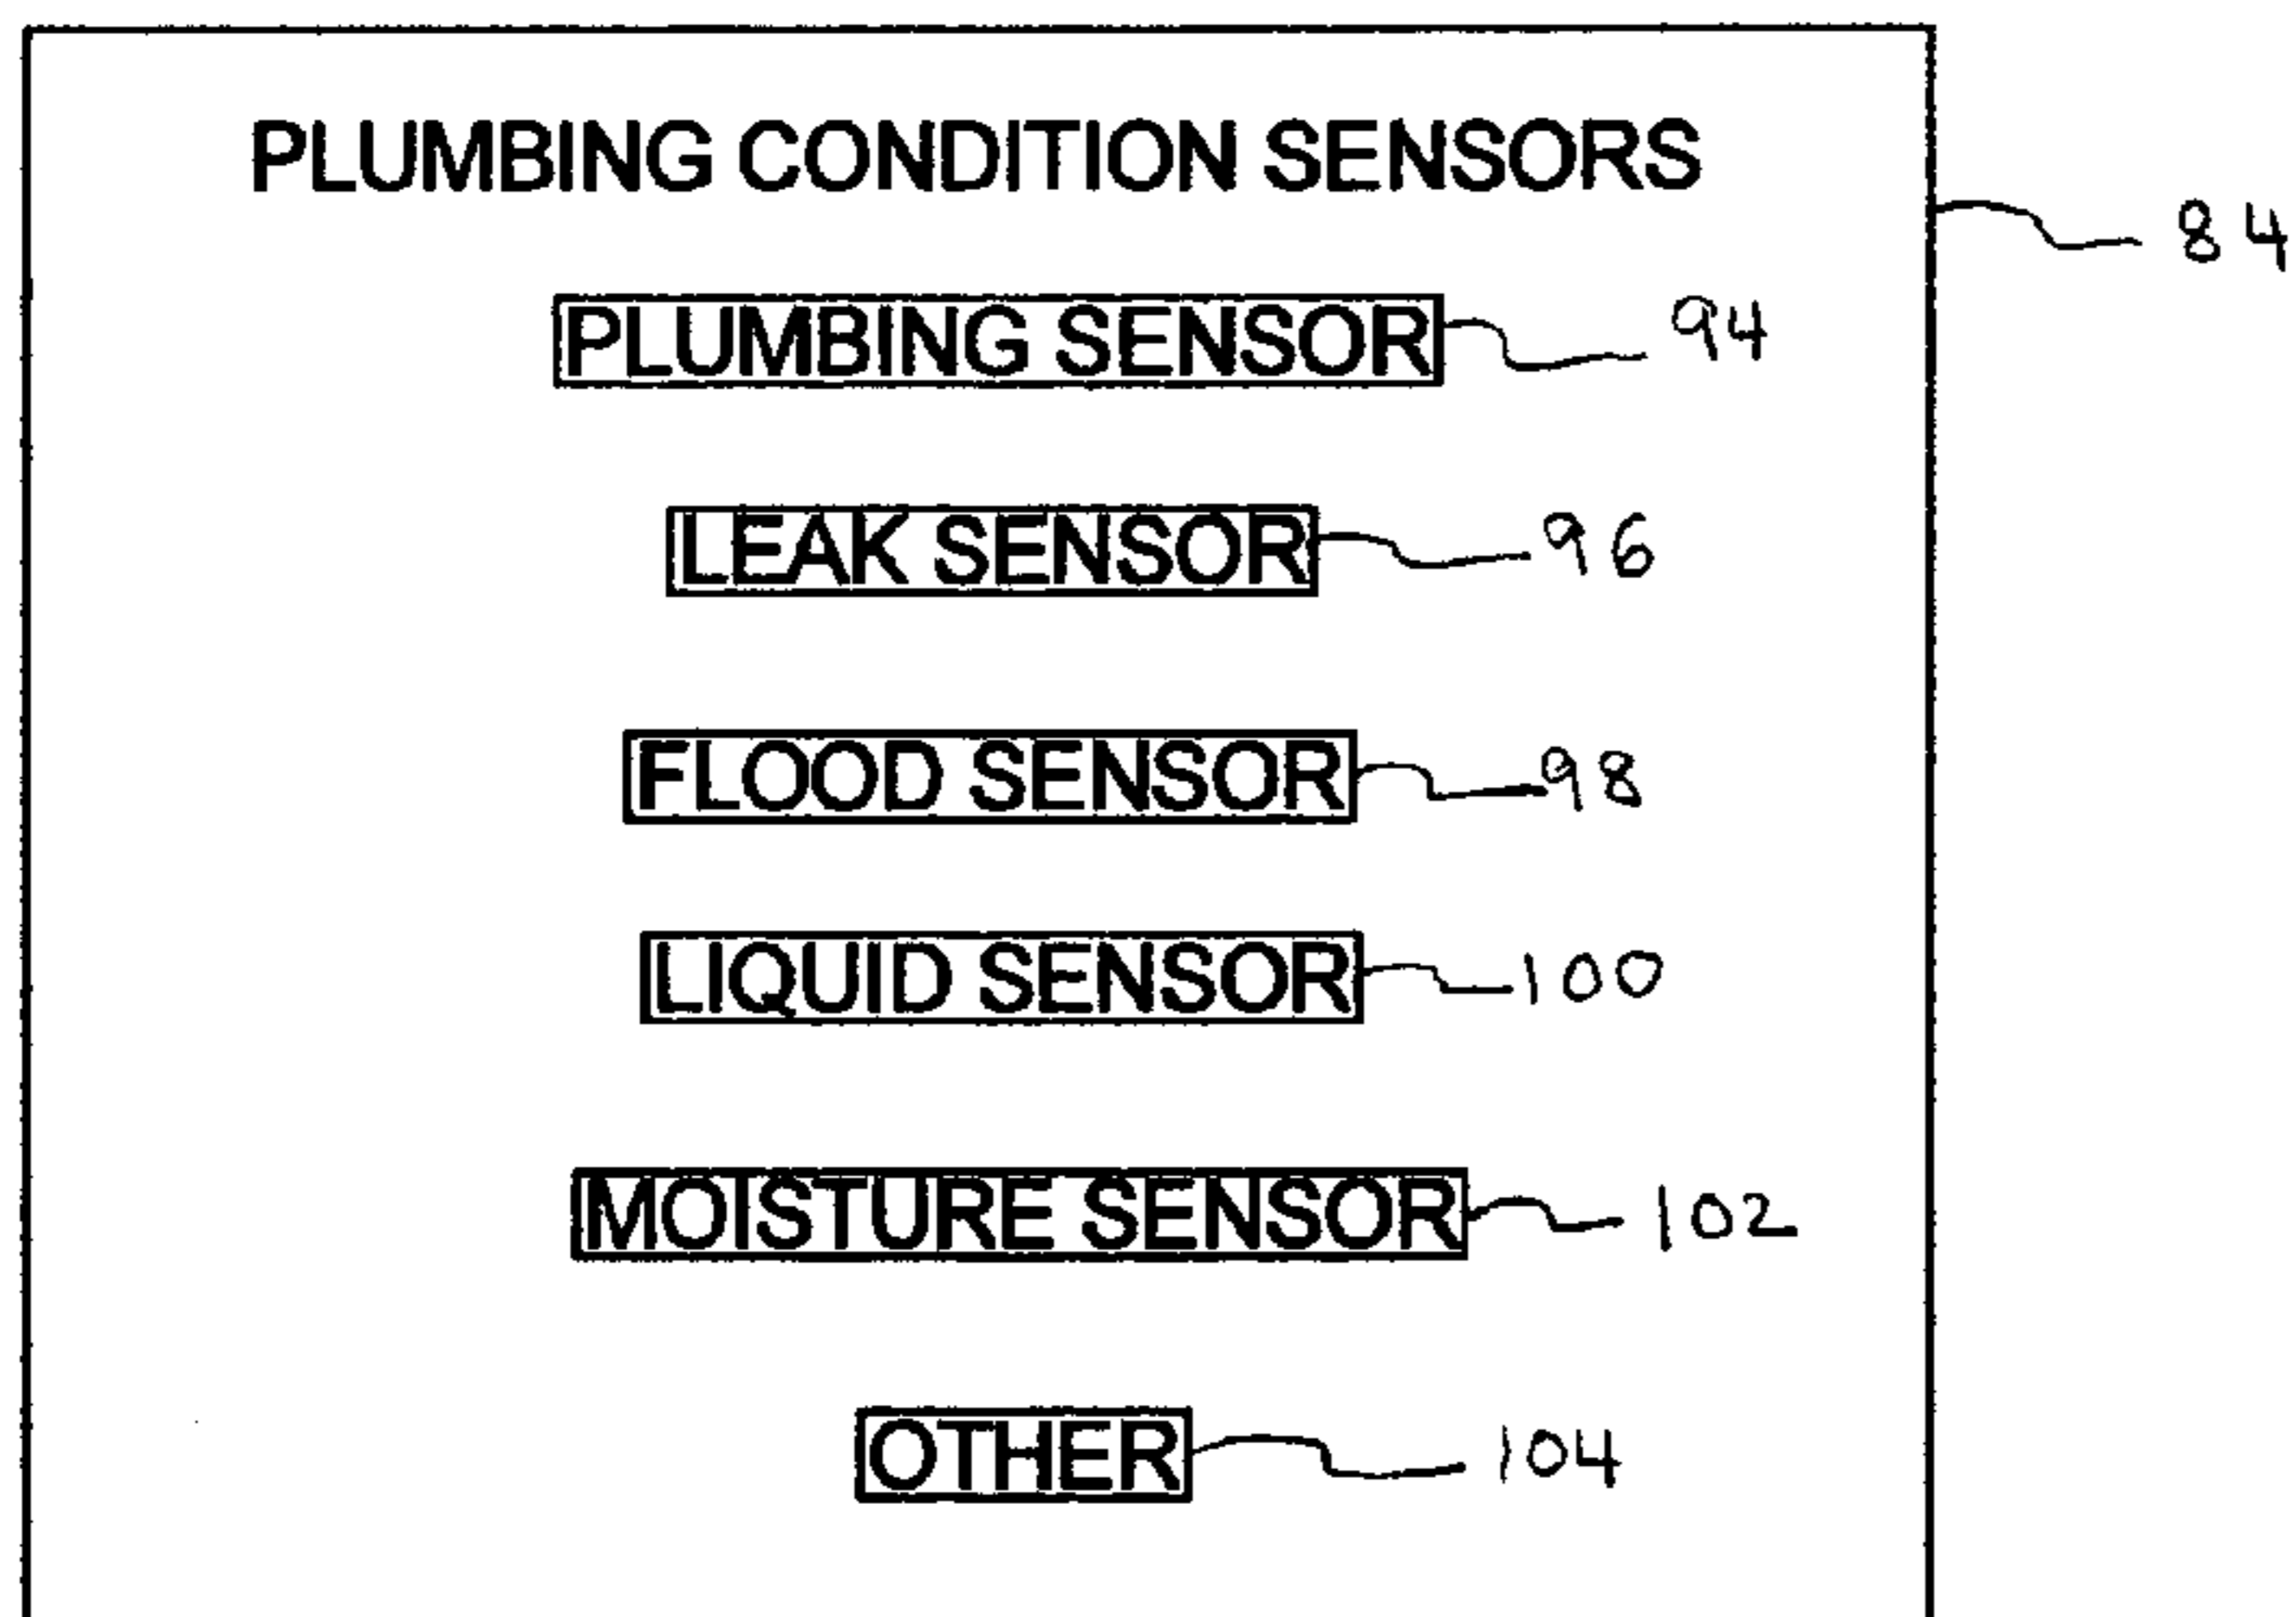 PLUMBING CONDITION SENSORS
84
PLUMBING SENSOR 94
LEAK SENSOR 96
FLOOD SENSOR 98
LIQUID SENSOR 100
MOISTURE SENSOR 102
OTHER 104